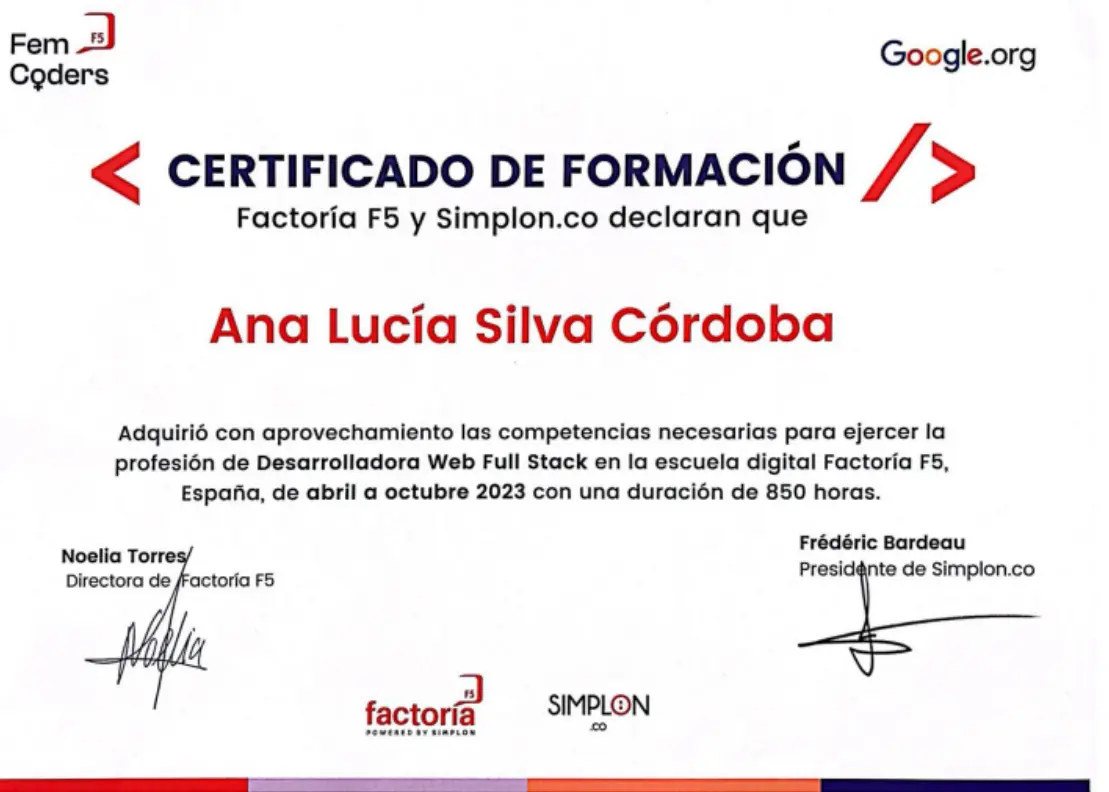 Fem F5
Coders
Google.org
< CERTIFICADO DE FORMACIÓN />
Factoría F5 y Simplon.co declaran que
Ana Lucía Silva Córdoba
Adquirió con aprovechamiento las competencias necesarias para ejercer la
profesión de Desarrolladora Web Full Stack en la escuela digital Factoría F5,
España, de abril a octubre 2023 con una duración de 850 horas.
Noelia Torres
Directora de Factoría F5
Noelia
Frédéric Bardeau
Presidente de Simplon.co
factoría F5
POWERED BY SIMPLON
SIMPLON
.co